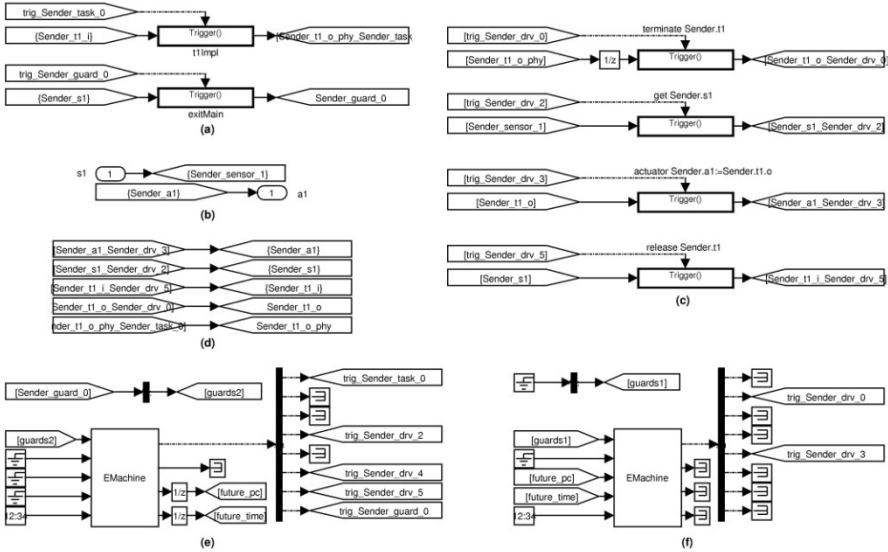 trig_Sender_task_0
{Sender_t1_i}
Trigger()
{Sender_t1_o_phy_Sender_task
t1Impl
trig_Sender_guard_0
{Sender_s1}
Trigger()
Sender_guard_0
exitMain
(a)
s1
1
{Sender_sensor_1}
{Sender_a1}
1
a1
(b)
[trig_Sender_drv_0]
terminate Sender.t1
[Sender_t1_o_phy]
1/z
Trigger()
[Sender_t1_o_Sender_drv_0]
[trig_Sender_drv_2]
get Sender.s1
[Sender_sensor_1]
Trigger()
[Sender_s1_Sender_drv_2]
[trig_Sender_drv_3]
actuator Sender.a1:=Sender.t1.o
[Sender_t1_o]
Trigger()
[Sender_a1_Sender_drv_3]
[trig_Sender_drv_5]
release Sender.t1
[Sender_s1]
Trigger()
[Sender_t1_i_Sender_drv_5]
(c)
[Sender_a1_Sender_drv_3]
{Sender_a1}
[Sender_s1_Sender_drv_2]
{Sender_s1}
[Sender_t1_i_Sender_drv_5]
{Sender_t1_i}
[Sender_t1_o_Sender_drv_0]
Sender_t1_o
nder_t1_o_phy_Sender_task_0]
Sender_t1_o_phy
(d)
[Sender_guard_0]
[guards2]
trig_Sender_task_0
[guards2]
trig_Sender_drv_2
EMachine
trig_Sender_drv_4
1/z
[future_pc]
trig_Sender_drv_5
12:34
1/z
[future_time]
trig_Sender_guard_0
(e)
[guards1]
trig_Sender_drv_0
[guards1]
trig_Sender_drv_3
[future_pc]
EMachine
[future_time]
12:34
(f)